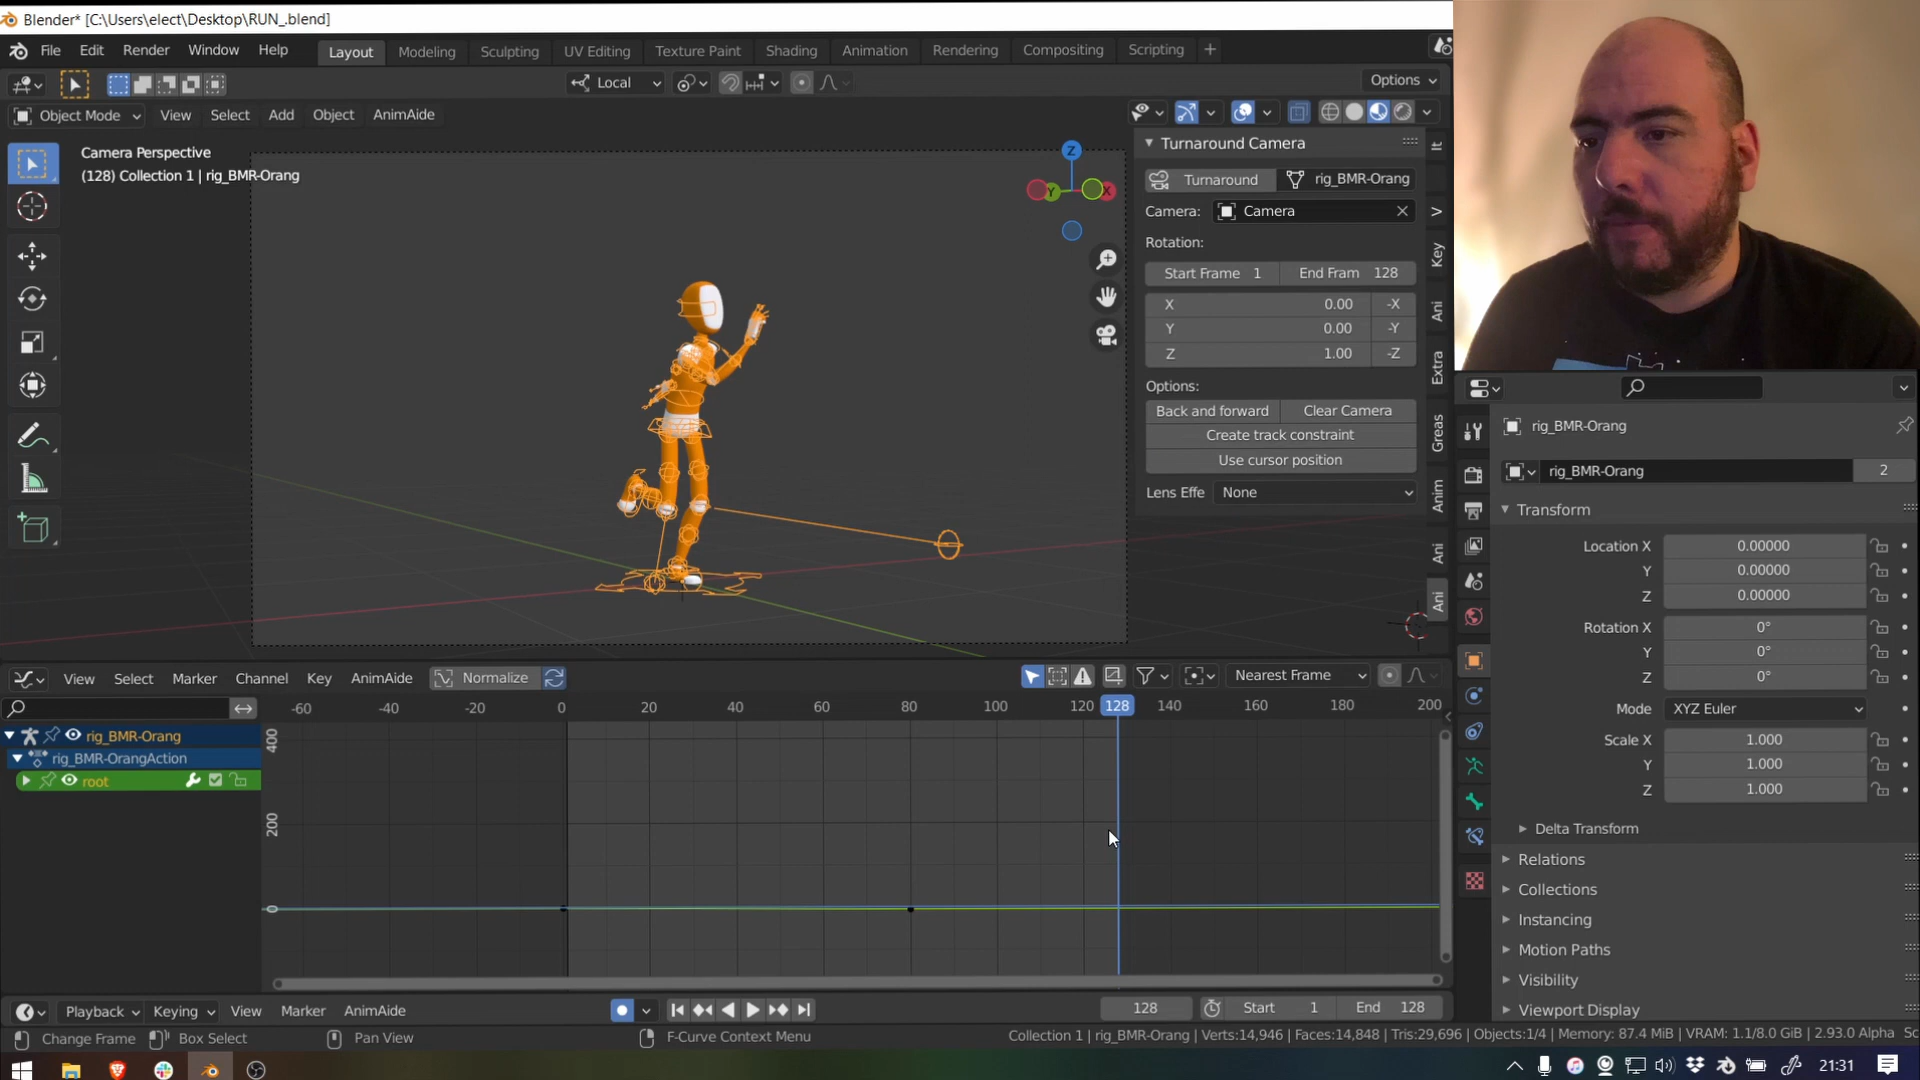 Blender* [C:\Users\elect\Desktop\RUN_.blend]
File Edit Render Window Help Layout Modeling Sculpting UV Editing Texture Paint Shading Animation Rendering Compositing Scripting +
Local Options
Object Mode View Select Add Object AnimAide
Camera Perspective
(128) Collection 1 | rig_BMR-Orang
Z
Y X
Turnaround Camera
Turnaround rig_BMR-Orang
Camera: Camera
Rotation:
Start Frame 1 End Fram 128
X 0.00 -X
Y 0.00 -Y
Z 1.00 -Z
Options:
Back and forward Clear Camera
Create track constraint
Use cursor position
Lens Effe None
It
Key
Ani
Extra
Greas
Anim
Ani
Ani
rig_BMR-Orang
rig_BMR-Orang 2
Transform
Location X 0.00000
Y 0.00000
Z 0.00000
Rotation X 0°
Y 0°
Z 0°
Mode XYZ Euler
Scale X 1.000
Y 1.000
Z 1.000
Delta Transform
Relations
Collections
Instancing
Motion Paths
Visibility
Viewport Display
View Select Marker Channel Key AnimAide Normalize Nearest Frame
-60 -40 -20 0 20 40 60 80 100 120 128 140 160 180 200
rig_BMR-Orang
rig_BMR-OrangAction
root
400
200
0
Playback Keying View Marker AnimAide 128 Start 1 End 128
Change Frame Box Select Pan View F-Curve Context Menu Collection 1 | rig_BMR-Orang | Verts:14,946 | Faces:14,848 | Tris:29,696 | Objects:1/4 | Memory: 87.4 MiB | VRAM: 1.1/8.0 GiB | 2.93.0 Alpha Sc
21:31